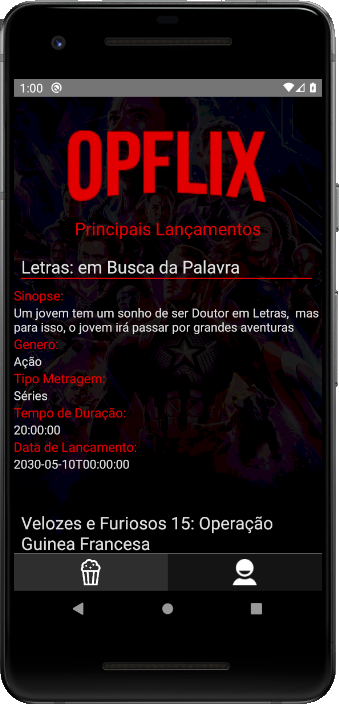 1:00
OPFLIX
Principais Lançamentos
Letras: em Busca da Palavra
Sinopse:
Um jovem tem um sonho de ser Doutor em Letras, mas
para isso, o jovem irá passar por grandes aventuras
Genero:
Ação
Tipo Metragem:
Séries
Tempo de Duração:
20:00:00
Data de Lancamento:
2030-05-10T00:00:00
Velozes e Furiosos 15: Operação
Guinea Francesa